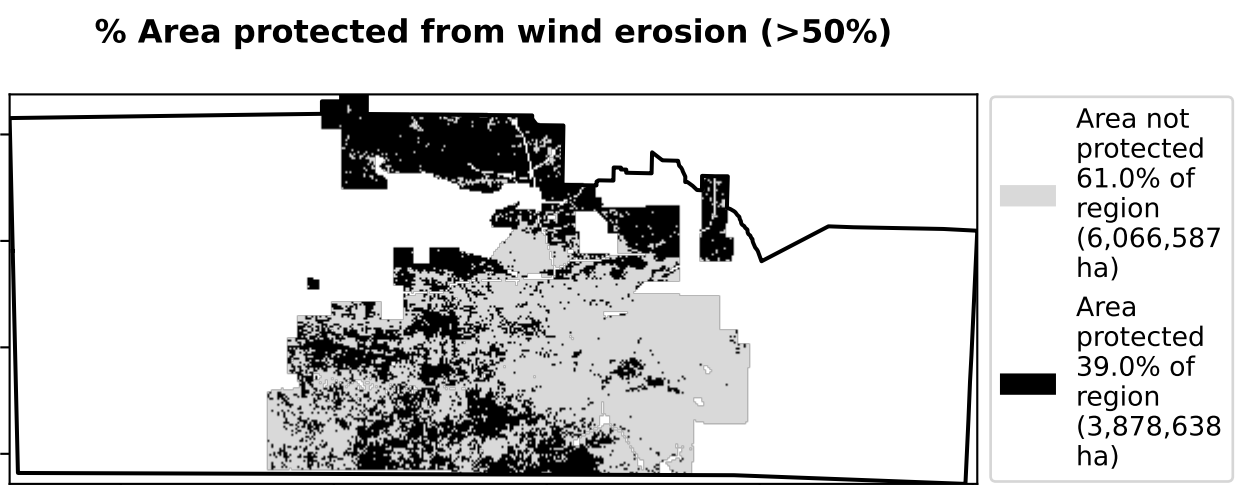 % Area protected from wind erosion (>50%)
Area not
protected
61.0% of
region
(6,066,587
ha)
Area
protected
39.0% of
region
(3,878,638
ha)